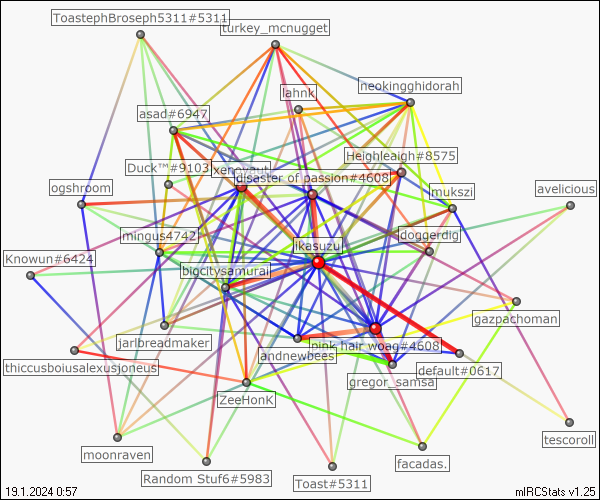 ToastephBroseph5311#5311
turkey_mcnugget
neokingghidorah
lahnk
asad#6947
Heighleaigh#8575
Duck™#9103
xenovaut
disaster of passion#4608
ogshroom
mukszi
avelicious
mingus4742
doggerdig
likasuzu
Knowun#6424
bigcitysamurai
gazpachoman
jarlbreadmaker
pink hair woag#4608
andnewbees
thiccusboiusalexusjoneus
default#0617
gregor_samsa
ZeeHonK
tescoroll
moonraven
facadas.
Random Stuf6#5983
Toast#5311
19.1.2024 0:57
mIRCStats v1.25